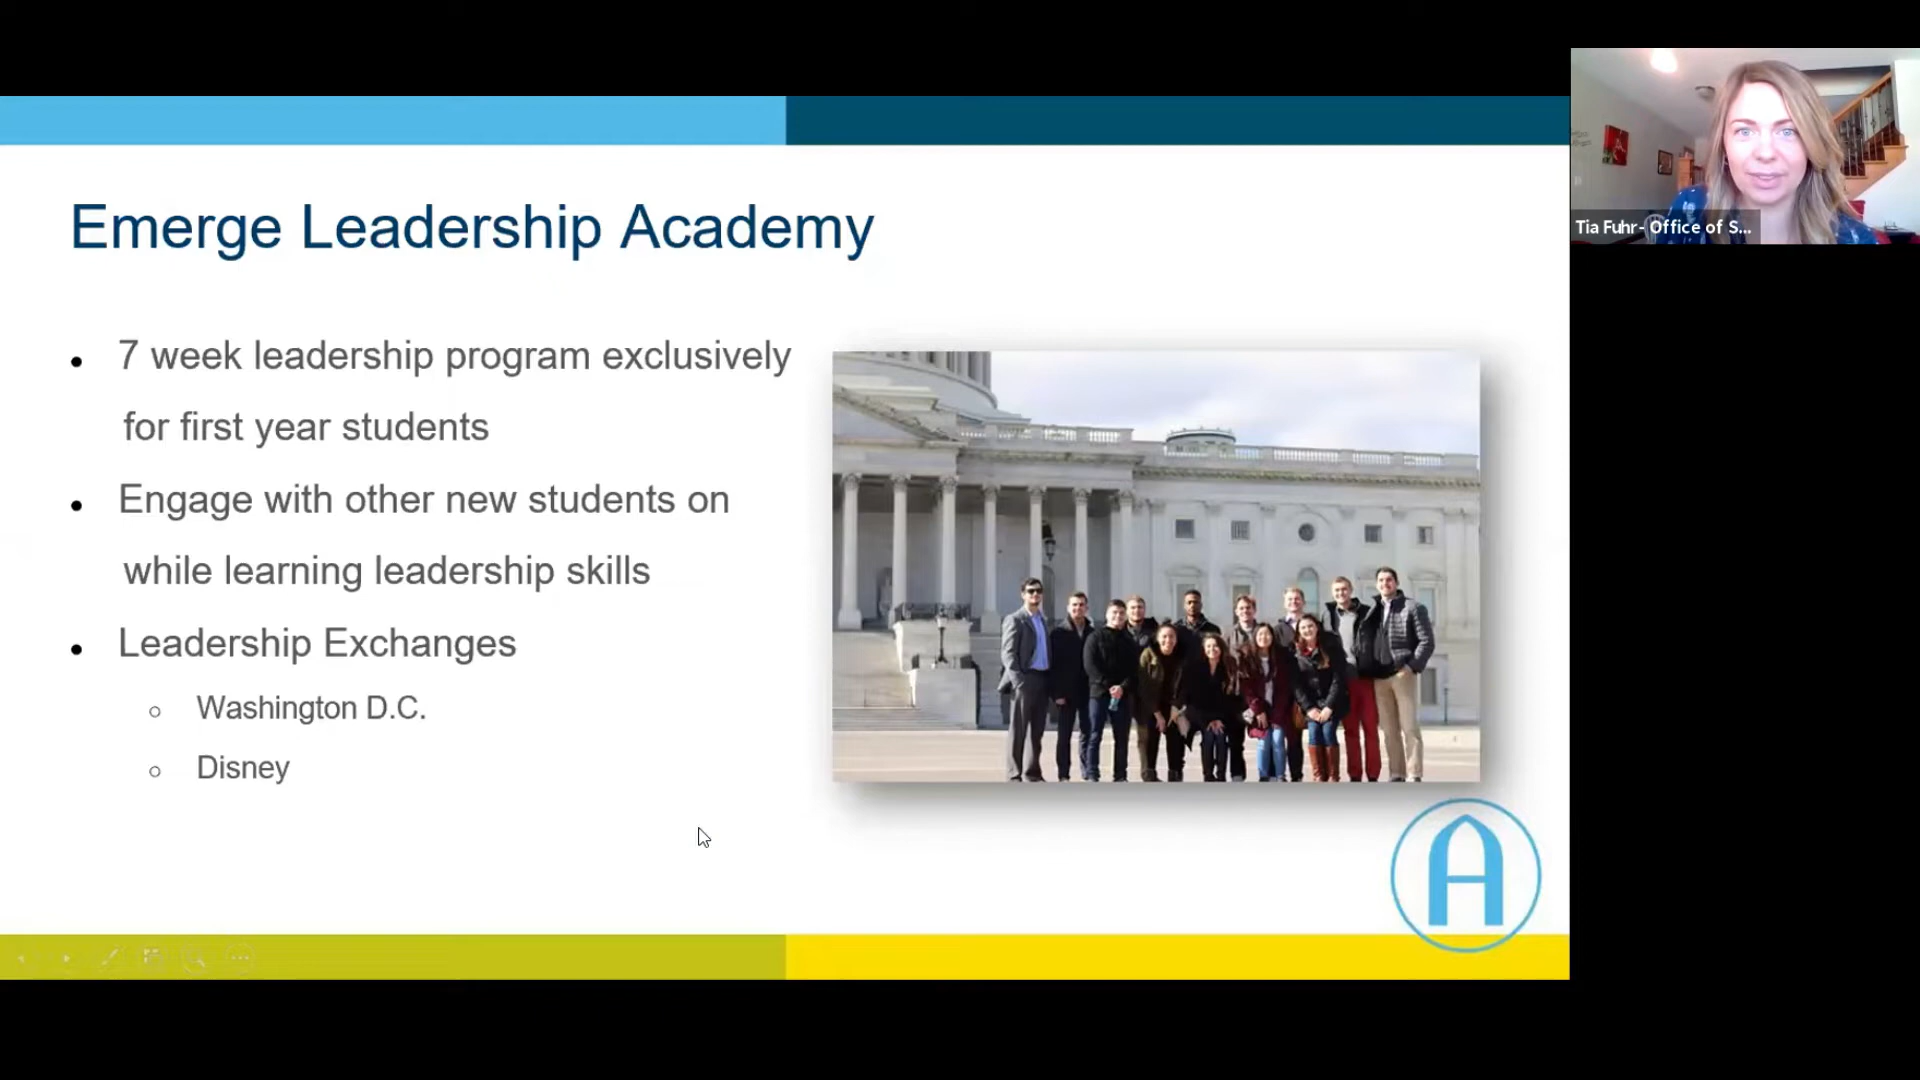 Emerge Leadership Academy
7 week leadership program exclusively
for first year students
Engage with other new students on
while learning leadership skills
Leadership Exchanges
Washington D.C.
Disney
Tia Fuhr- Office of S...